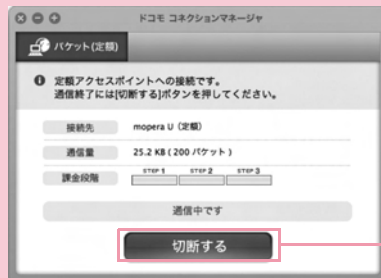 ドコモ コネクションマネージャ
パケット(定額)
定額アクセスポイントへの接続です。
通信終了には[切断する]ボタンを押してください。
接続先 mopera U（定額）
通信量 25.2 KB ( 200 パケット )
課金段階 STEP 1 STEP 2 STEP 3
通信中です
切断する